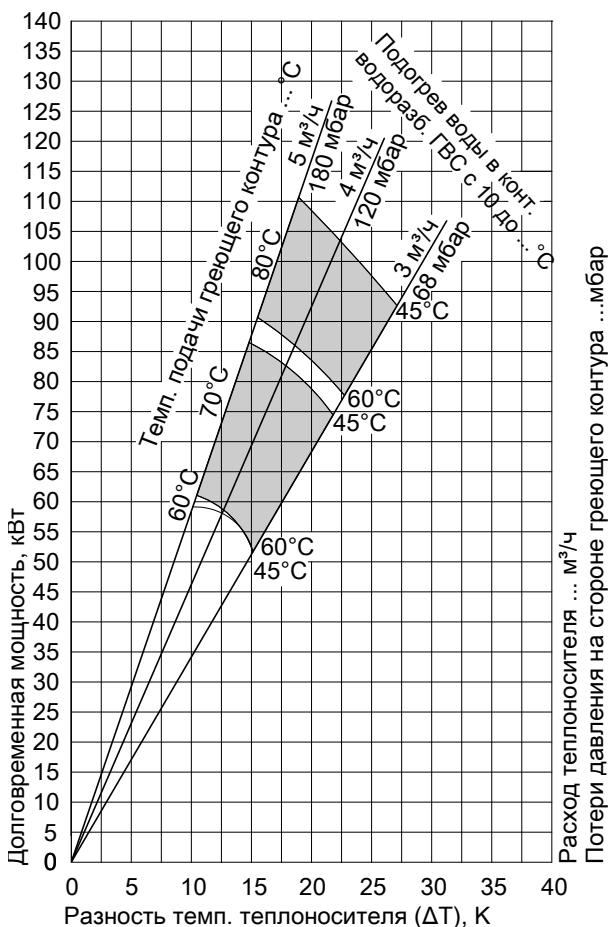 140
135
130
125
120
115
110
105
100
95
90
85
80
75
70
65
60
55
50
45
40
35
30
25
20
15
10
5
0
Долговременная мощность, кВт
0 5 10 15 20 25 30 35 40
Разность темп. теплоносителя (ΔT), K
Темп. подачи греющего контура ... °C
80°C
70°C
60°C
5 м³/ч
180 мбар
4 м³/ч
120 мбар
3 м³/ч
68 мбар
Подогрев воды в конт.
водоразб. ГВС с 10 до ... °C
45°C
60°C
45°C
60°C
45°C
Расход теплоносителя ... м³/ч
Потери давления на стороне греющего контура ...мбар